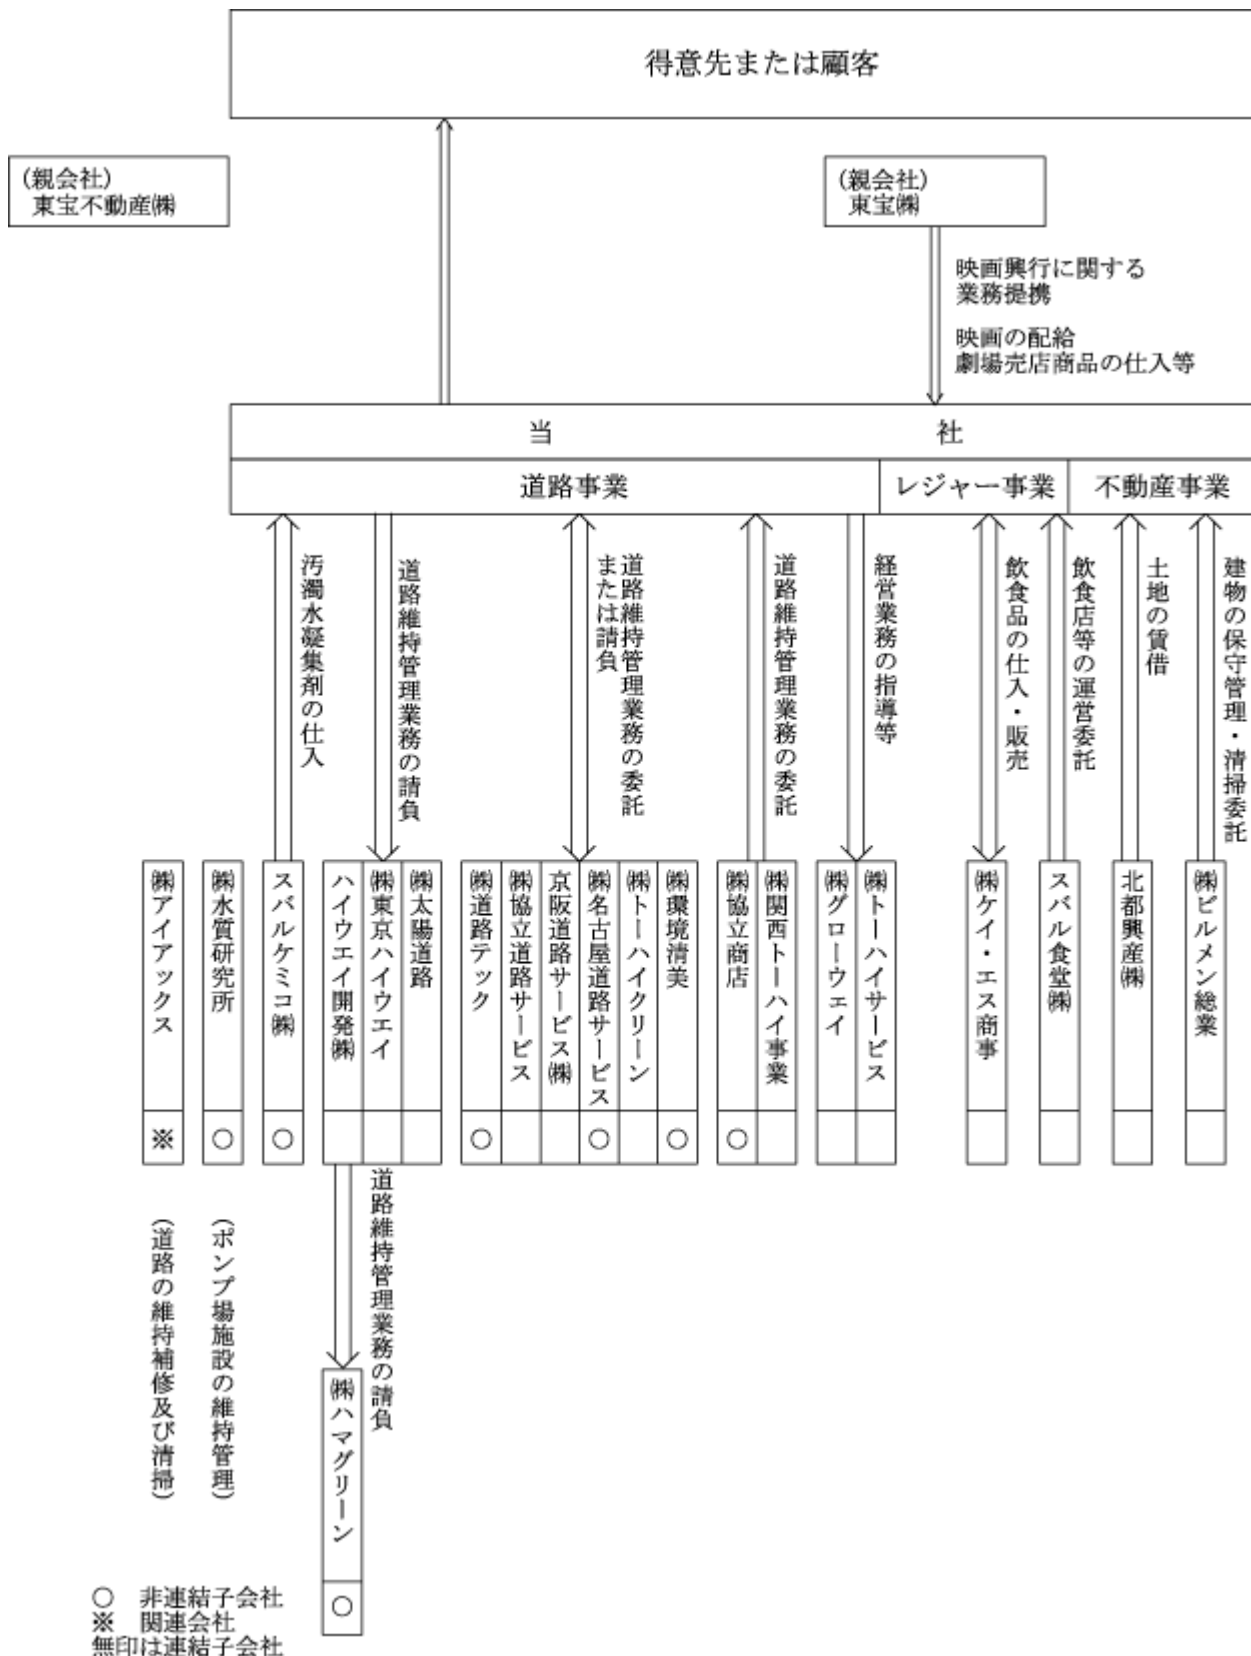 得意先または顧客
(親会社)
東宝不動産㈱
(親会社)
東宝㈱
映画興行に関する
業務提携
映画の配給
劇場売店商品の仕入等
当社
道路事業
レジャー事業
不動産事業
汚濁水凝集剤の仕入
道路維持管理業務の請負
道路維持管理業務の委託
または請負
道路維持管理業務の委託
経営業務の指導等
飲食品の仕入・販売
飲食店等の運営委託
土地の賃借
建物の保守管理・清掃委託
㈱アイアックス
※
㈱水質研究所
○
スバルケミコ㈱
○
ハイウエイ開発㈱
㈱東京ハイウエイ
㈱太陽道路
㈱道路テック
○
㈱協立道路サービス
京阪道路サービス㈱
㈱名古屋道路サービス
○
㈱トーハイクリーン
㈱環境清美
○
㈱協立商店
○
㈱関西トーハイ事業
㈱グローウェイ
㈱トーハイサービス
㈱ケイ・エス商事
スバル食堂㈱
北都興産㈱
㈱ビルメン総業
(道路の維持補修及び清掃)
(ポンプ場施設の維持管理)
道路維持管理業務の請負
㈱ハマグリーン
○
○ 非連結子会社
※ 関連会社
無印は連結子会社